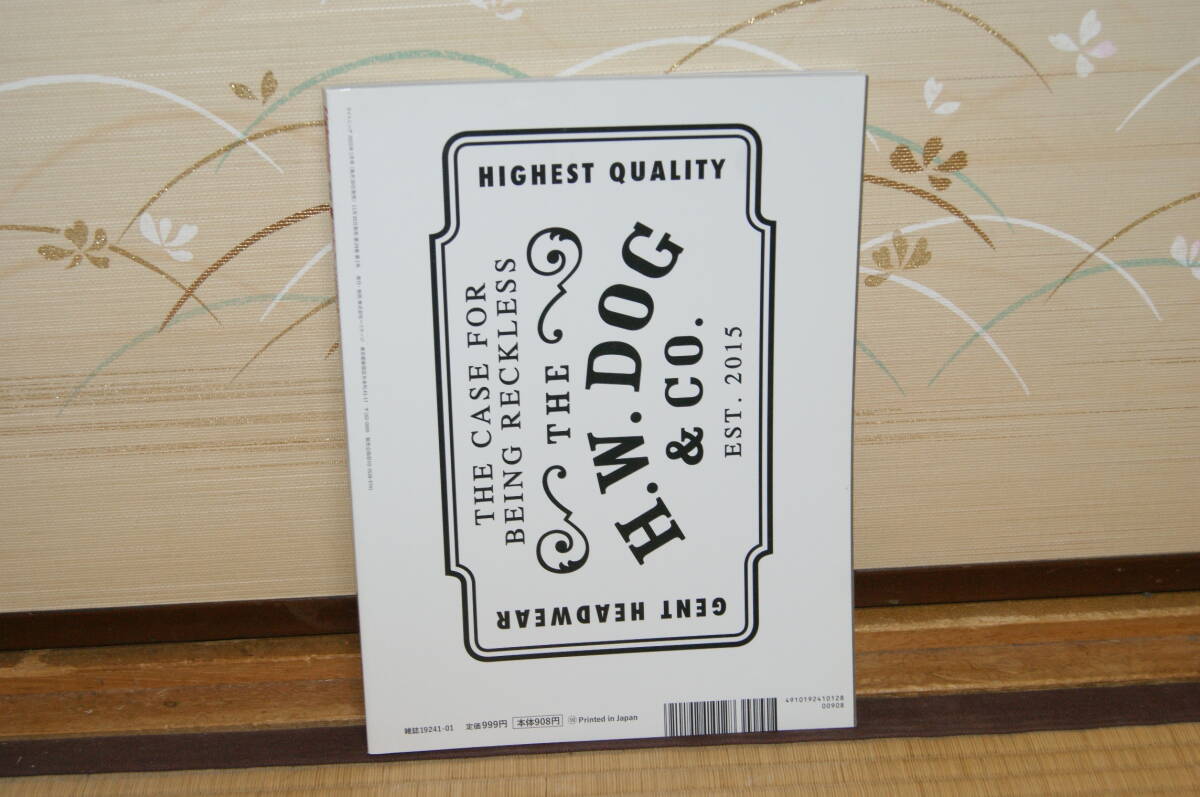 HIGHEST QUALITY
THE CASE FOR
BEING RECKLESS
THE
H.W.DOG
& CO.
EST. 2015
GENT HEADWEAR
雑誌19241-01 定価999円 本体908円 Printed in Japan
4910192410128
00908